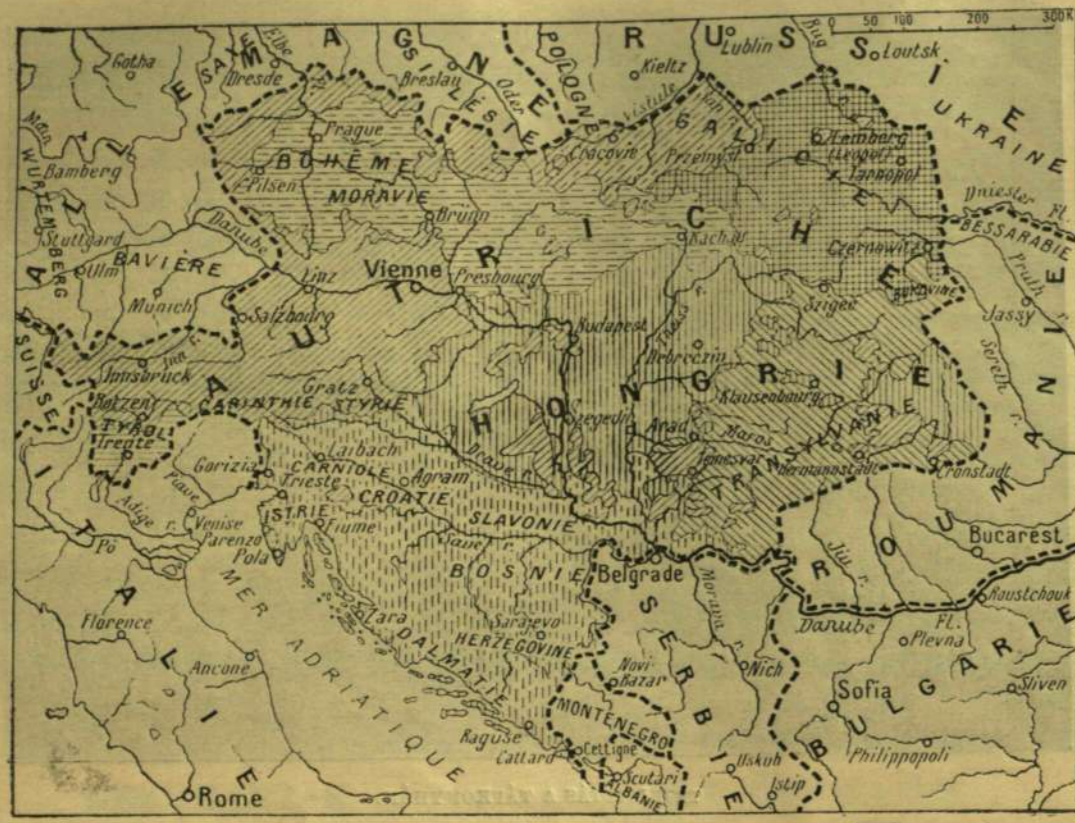 0 50 100 300 K
ALLEMAGNE
RUSSIE
AUTRICHE
HONGRIE
ITALIE
ROUMANIE
SERBIE
BULGARIE
SUISSE
POLOGNE
UKRAINE
BESSARABIE
SAXE
SILÉSIE
WURTEMBERG
BAVIÈRE
BOHÊME
MORAVIE
GALICIE
TYROL
CARINTHIE
STYRIE
CARNIOLE
ISTRIE
CROATIE
SLAVONIE
BOSNIE
HERZEGOVINE
DALMATIE
TRANSYLVANIE
MONTÉNEGRO
ALBANIE
MER ADRIATIQUE
Gotha
Elbe
Dresde
Breslau
Oder
Kieltz
Lublin
Bug
Loutsk
Main
Bamberg
Prague
Pilsen
Brunn
Cracovie
Vistule
San
Przemysl
Lemberg
(Léopol)
Tarnopol
Dniester Fl.
Stuttgard
Ulm
Munich
Danube
Linz
Vienne
Presbourg
Kachau
Czernowitz
Pruth r.
Jassy
Sereth r.
Salzbourg
Innsbruck
Inn r.
Botzen
Trente
Gratz
Budapest
Debreczin
Sziget
Klausenbourg
Szegedin
Arad
Maros
Temesvar
Hermannstadt
Cronstadt
Drave r.
Laibach
Agram
Gorizia
Trieste
Fiume
Piave
Adige r.
Venise
Parenzo
Pola
Pô
Save r.
Belgrade
Morava r.
Jiu r.
Bucarest
Roustchouk
Danube Fl.
Plevna
Florence
Ancone
Rome
Zara
Sarajevo
Raguse
Cattaro
Cettigne
Scutari
Novi-Bazar
Nich
Uskub
Istip
Sofia
Sliven
Philippopoli